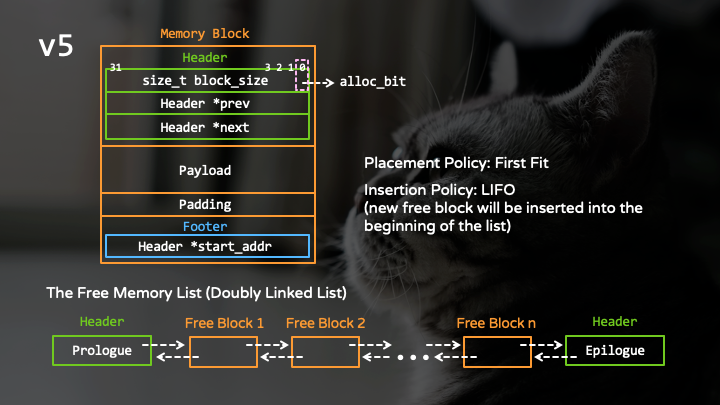 v5
Memory Block
Header
31
3 2 1 0
size_t block_size
alloc_bit
Header *prev
Header *next
Payload
Padding
Footer
Header *start_addr
Placement Policy: First Fit
Insertion Policy: LIFO
(new free block will be inserted into the
beginning of the list)
The Free Memory List (Doubly Linked List)
Header
Free Block 1
Free Block 2
Free Block n
Header
Prologue
...
Epilogue